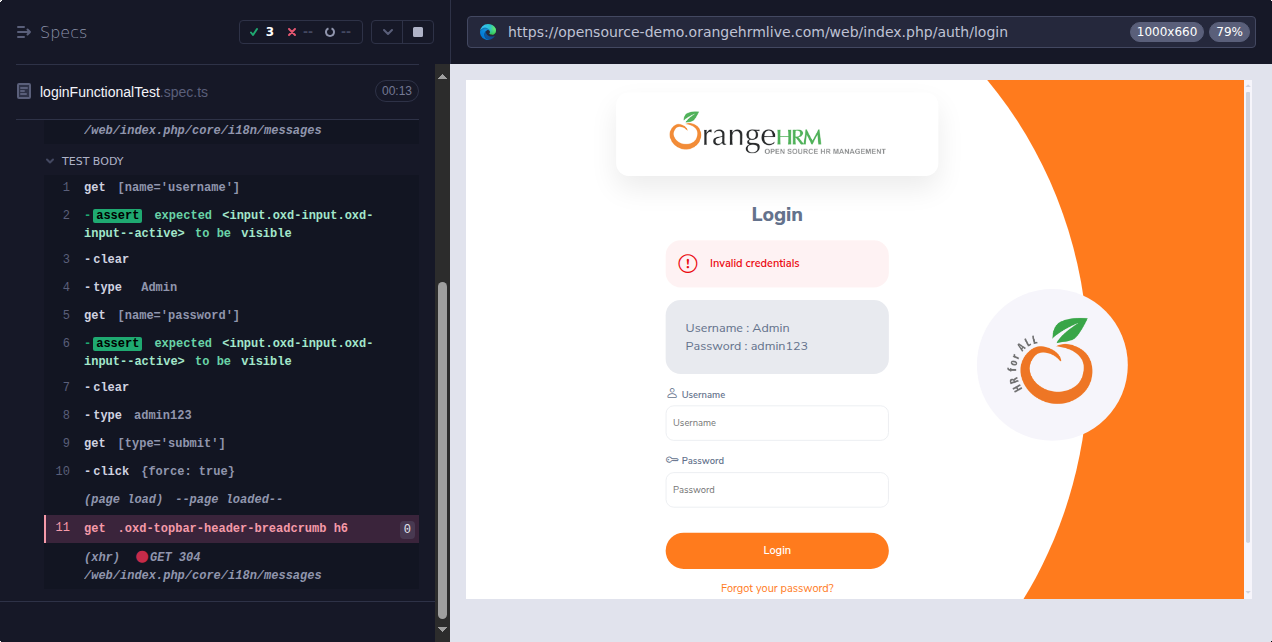 Specs
3 -- --
https://opensource-demo.orangehrmlive.com/web/index.php/auth/login
1000x660
79%
loginFunctionalTest.spec.ts
00:13
/web/index.php/core/i18n/messages
TEST BODY
1 get [name='username']
2 -assert expected <input.oxd-input.oxd-
input--active> to be visible
3 -clear
4 -type Admin
5 get [name='password']
6 -assert expected <input.oxd-input.oxd-
input--active> to be visible
7 -clear
8 -type admin123
9 get [type='submit']
10 -click {force: true}
(page load) --page loaded--
11 get .oxd-topbar-header-breadcrumb h6 0
(xhr) GET 304
/web/index.php/core/i18n/messages
OrangeHRM
OPEN SOURCE HR MANAGEMENT
Login
Invalid credentials
Username : Admin
Password : admin123
Username
Username
Password
Password
Login
Forgot your password?
HR for ALL